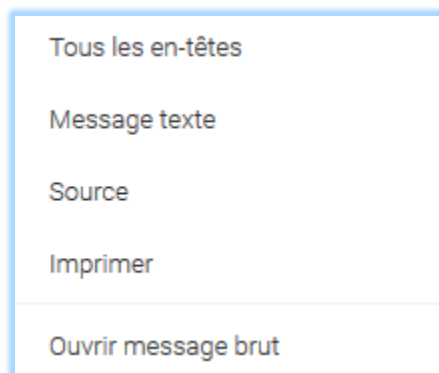 Tous les en-têtes
Message texte
Source
Imprimer
Ouvrir message brut